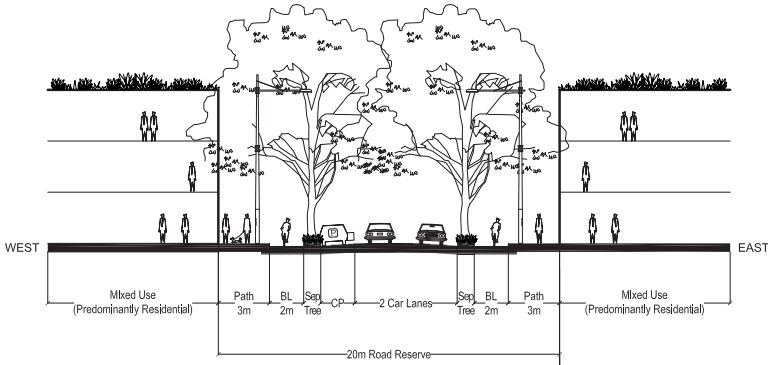 P
WEST
EAST
MIxed Use
(Predominantly Residential)
Path
3m
BL
2m
Sep
Tree
CP
2 Car Lanes
Sep
Tree
BL
2m
Path
3m
MIxed Use
(Predominantly Residential)
20m Road Reserve